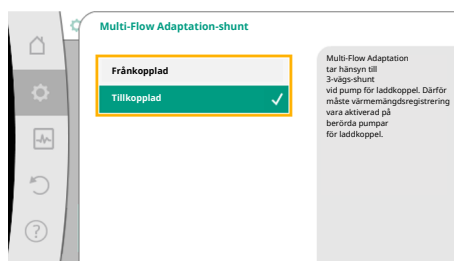 Multi-Flow Adaptation-shunt
Frånkopplad
Tillkopplad
Multi-Flow Adaptation
tar hänsyn till
3-vägs-shunt
vid pump för laddkoppel. Därför
måste värmemängdsregistrering
vara aktiverad på
berörda pumpar
för laddkoppel.